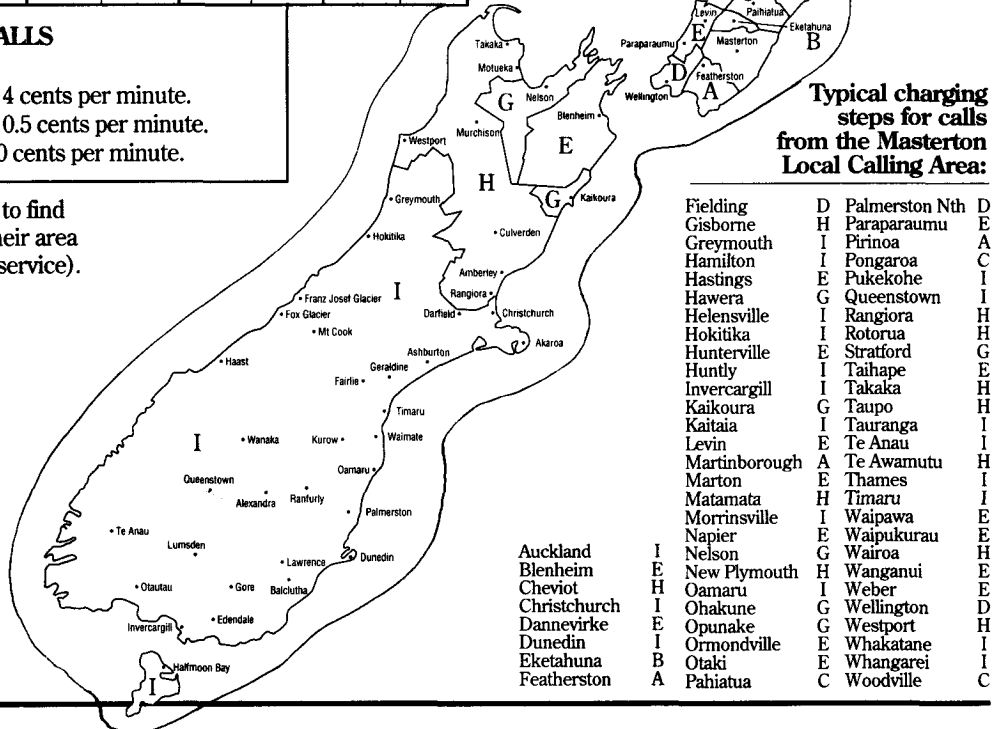 ALLS
4 cents per minute.
0.5 cents per minute.
0 cents per minute.
to find
heir area
service).
Levin
Pahiatua
Eketahuna
E
B
Paraparaumu
Masterton
D
Featherston
Wellington
A
Takaka
Motueka
G
Nelson
Blenheim
Murchison
E
Westport
H
G
Kaikoura
Greymouth
Culverden
Hokitika
Amberley
I
Rangiora
Franz Josef Glacier
Fox Glacier
Darfield
Christchurch
Mt Cook
Akaroa
Ashburton
Haast
Geraldine
Fairlie
Timaru
I
Wanaka
Kurow
Waimate
Oamaru
Queenstown
Alexandra
Ranfurly
Palmerston
Te Anau
Lumsden
Dunedin
Lawrence
Otautau
Gore
Balclutha
Edendale
Invercargill
Halfmoon Bay
I
Typical charging
steps for calls
from the Masterton
Local Calling Area:
Auckland I
Blenheim E
Cheviot H
Christchurch I
Dannevirke E
Dunedin I
Eketahuna B
Featherston A
Fielding D
Gisborne H
Greymouth I
Hamilton I
Hastings E
Hawera G
Helensville I
Hokitika I
Hunterville E
Huntly I
Invercargill I
Kaikoura G
Kaitaia I
Levin E
Martinborough A
Marton E
Matamata H
Morrinsville I
Napier E
Nelson G
New Plymouth H
Oamaru I
Ohakune G
Opunake G
Ormondville E
Otaki E
Pahiatua C
Palmerston Nth D
Paraparaumu E
Pirinoa A
Pongaroa C
Pukekohe I
Queenstown I
Rangiora H
Rotorua H
Stratford G
Taihape E
Takaka H
Taupo H
Tauranga I
Te Anau I
Te Awamutu H
Thames I
Timaru I
Waipawa E
Waipukurau E
Wairoa H
Wanganui E
Weber E
Wellington D
Westport H
Whakatane I
Whangarei I
Woodville C